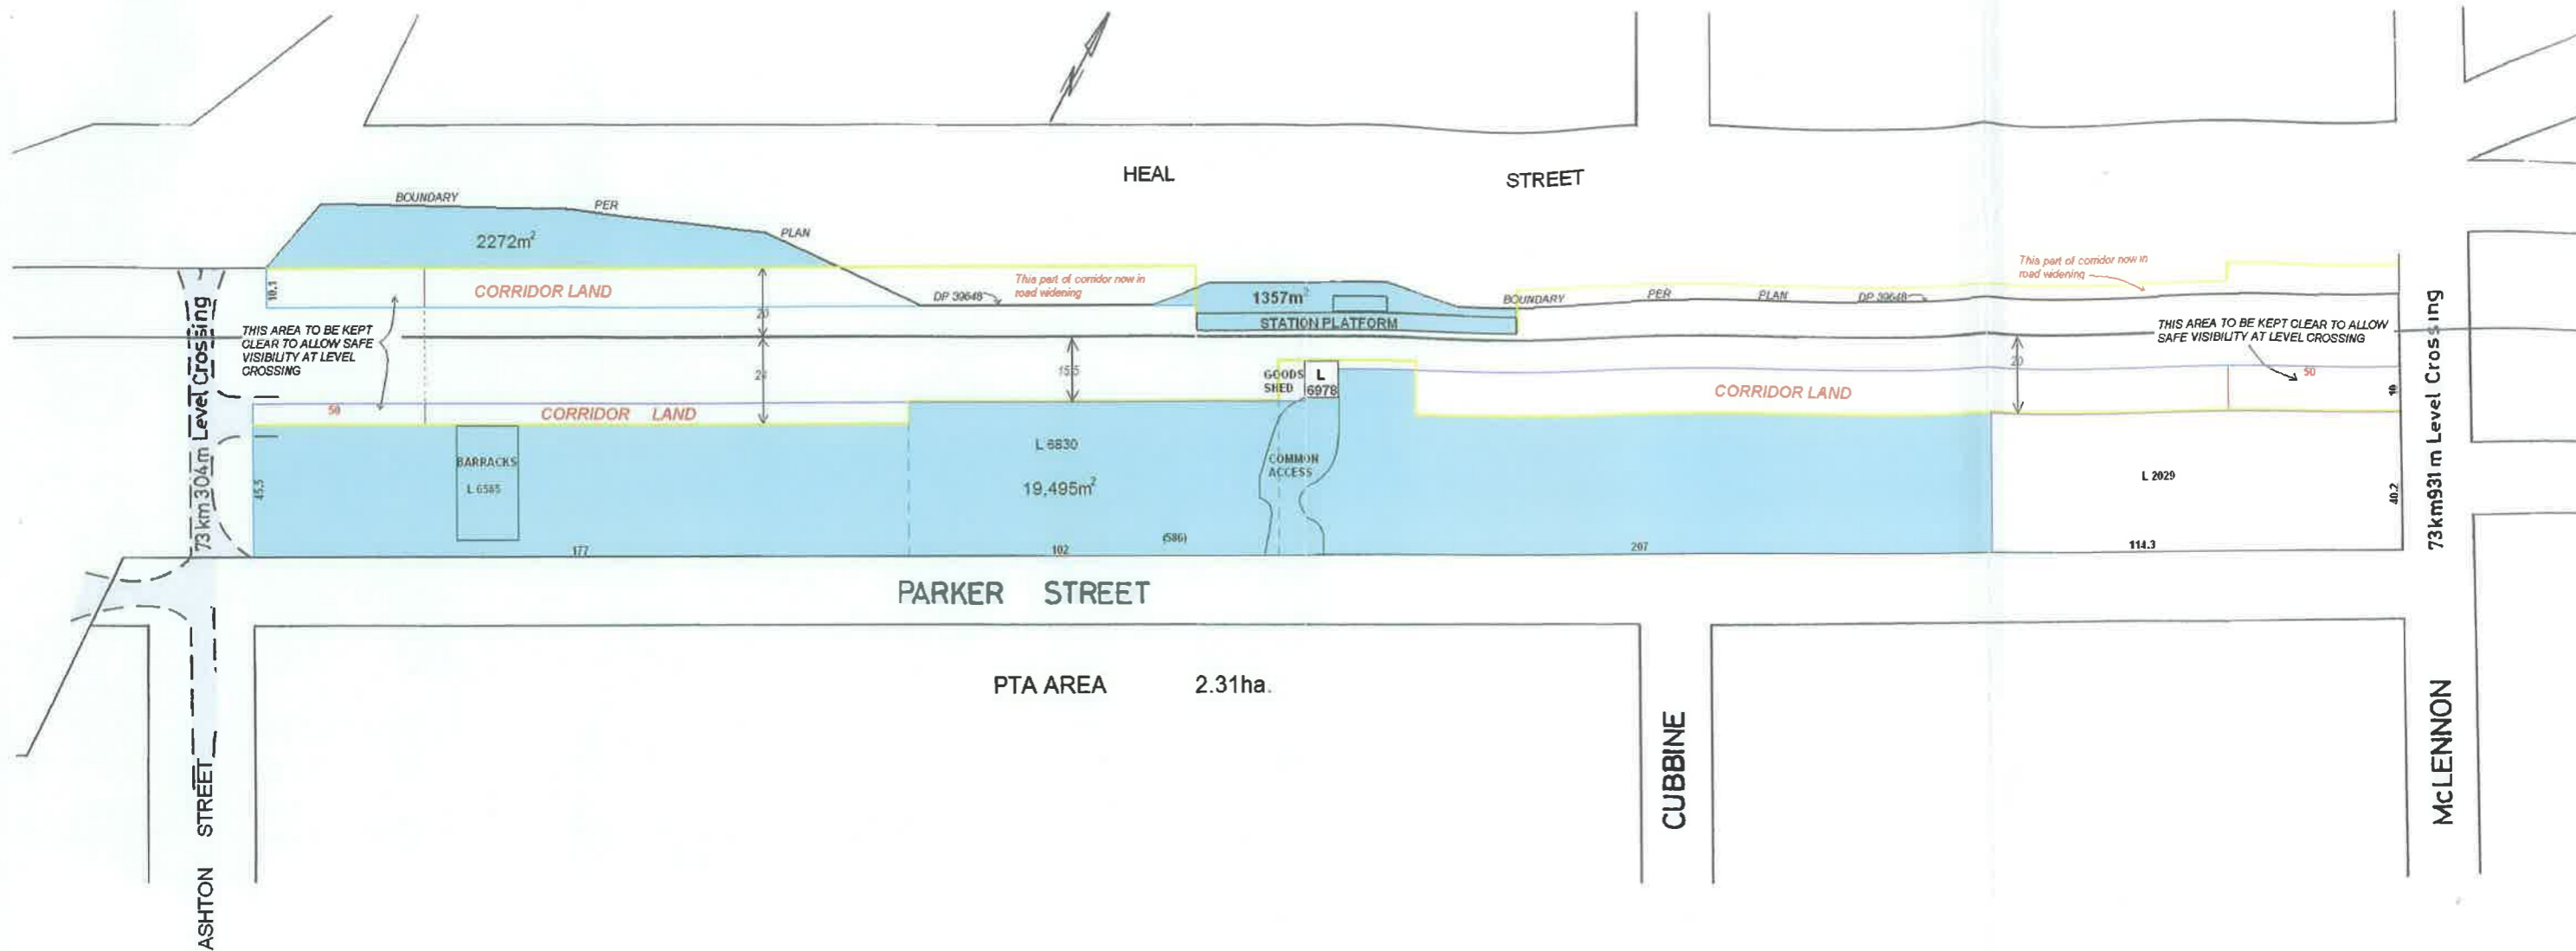 HEAL STREET
BOUNDARY PER PLAN
2272m²
10.1
CORRIDOR LAND
20
DP 39648
This part of corridor now in
road widening
1357m²
STATION PLATFORM
BOUNDARY PER PLAN DP 39648
This part of corridor now in
road widening
THIS AREA TO BE KEPT
CLEAR TO ALLOW SAFE
VISIBILITY AT LEVEL
CROSSING
THIS AREA TO BE KEPT CLEAR TO ALLOW
SAFE VISIBILITY AT LEVEL CROSSING
73km304m Level Crossing
73km931m Level Crossing
50
CORRIDOR LAND
15.5
GOODS
SHED
L
6978
20
CORRIDOR LAND
50
10
45.5
BARRACKS
L 6585
L 6830
19,495m²
COMMON
ACCESS
L 2029
40.2
177
102
(586)
207
114.3
PARKER STREET
PTA AREA 2.31ha.
ASHTON STREET
CUBBINE
McLENNON